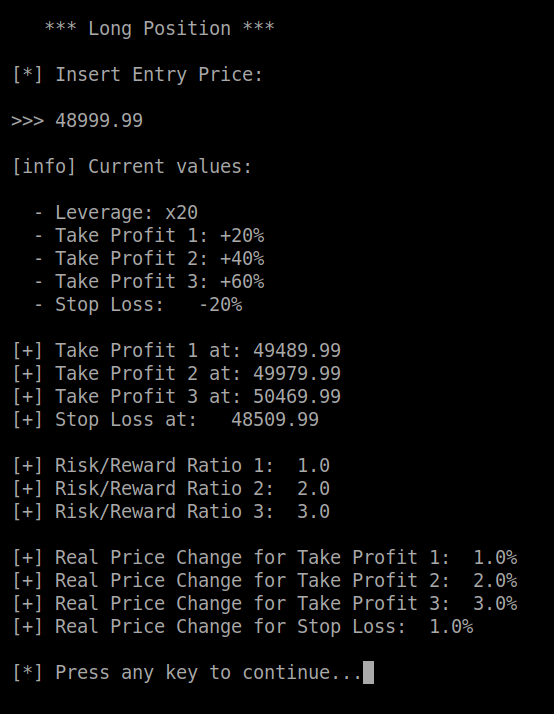 *** Long Position ***
[*] Insert Entry Price:
>>> 48999.99
[info] Current values:
- Leverage: x20
- Take Profit 1: +20%
- Take Profit 2: +40%
- Take Profit 3: +60%
- Stop Loss:   -20%
[+] Take Profit 1 at: 49489.99
[+] Take Profit 2 at: 49979.99
[+] Take Profit 3 at: 50469.99
[+] Stop Loss at:   48509.99
[+] Risk/Reward Ratio 1:  1.0
[+] Risk/Reward Ratio 2:  2.0
[+] Risk/Reward Ratio 3:  3.0
[+] Real Price Change for Take Profit 1:  1.0%
[+] Real Price Change for Take Profit 2:  2.0%
[+] Real Price Change for Take Profit 3:  3.0%
[+] Real Price Change for Stop Loss:  1.0%
[*] Press any key to continue...